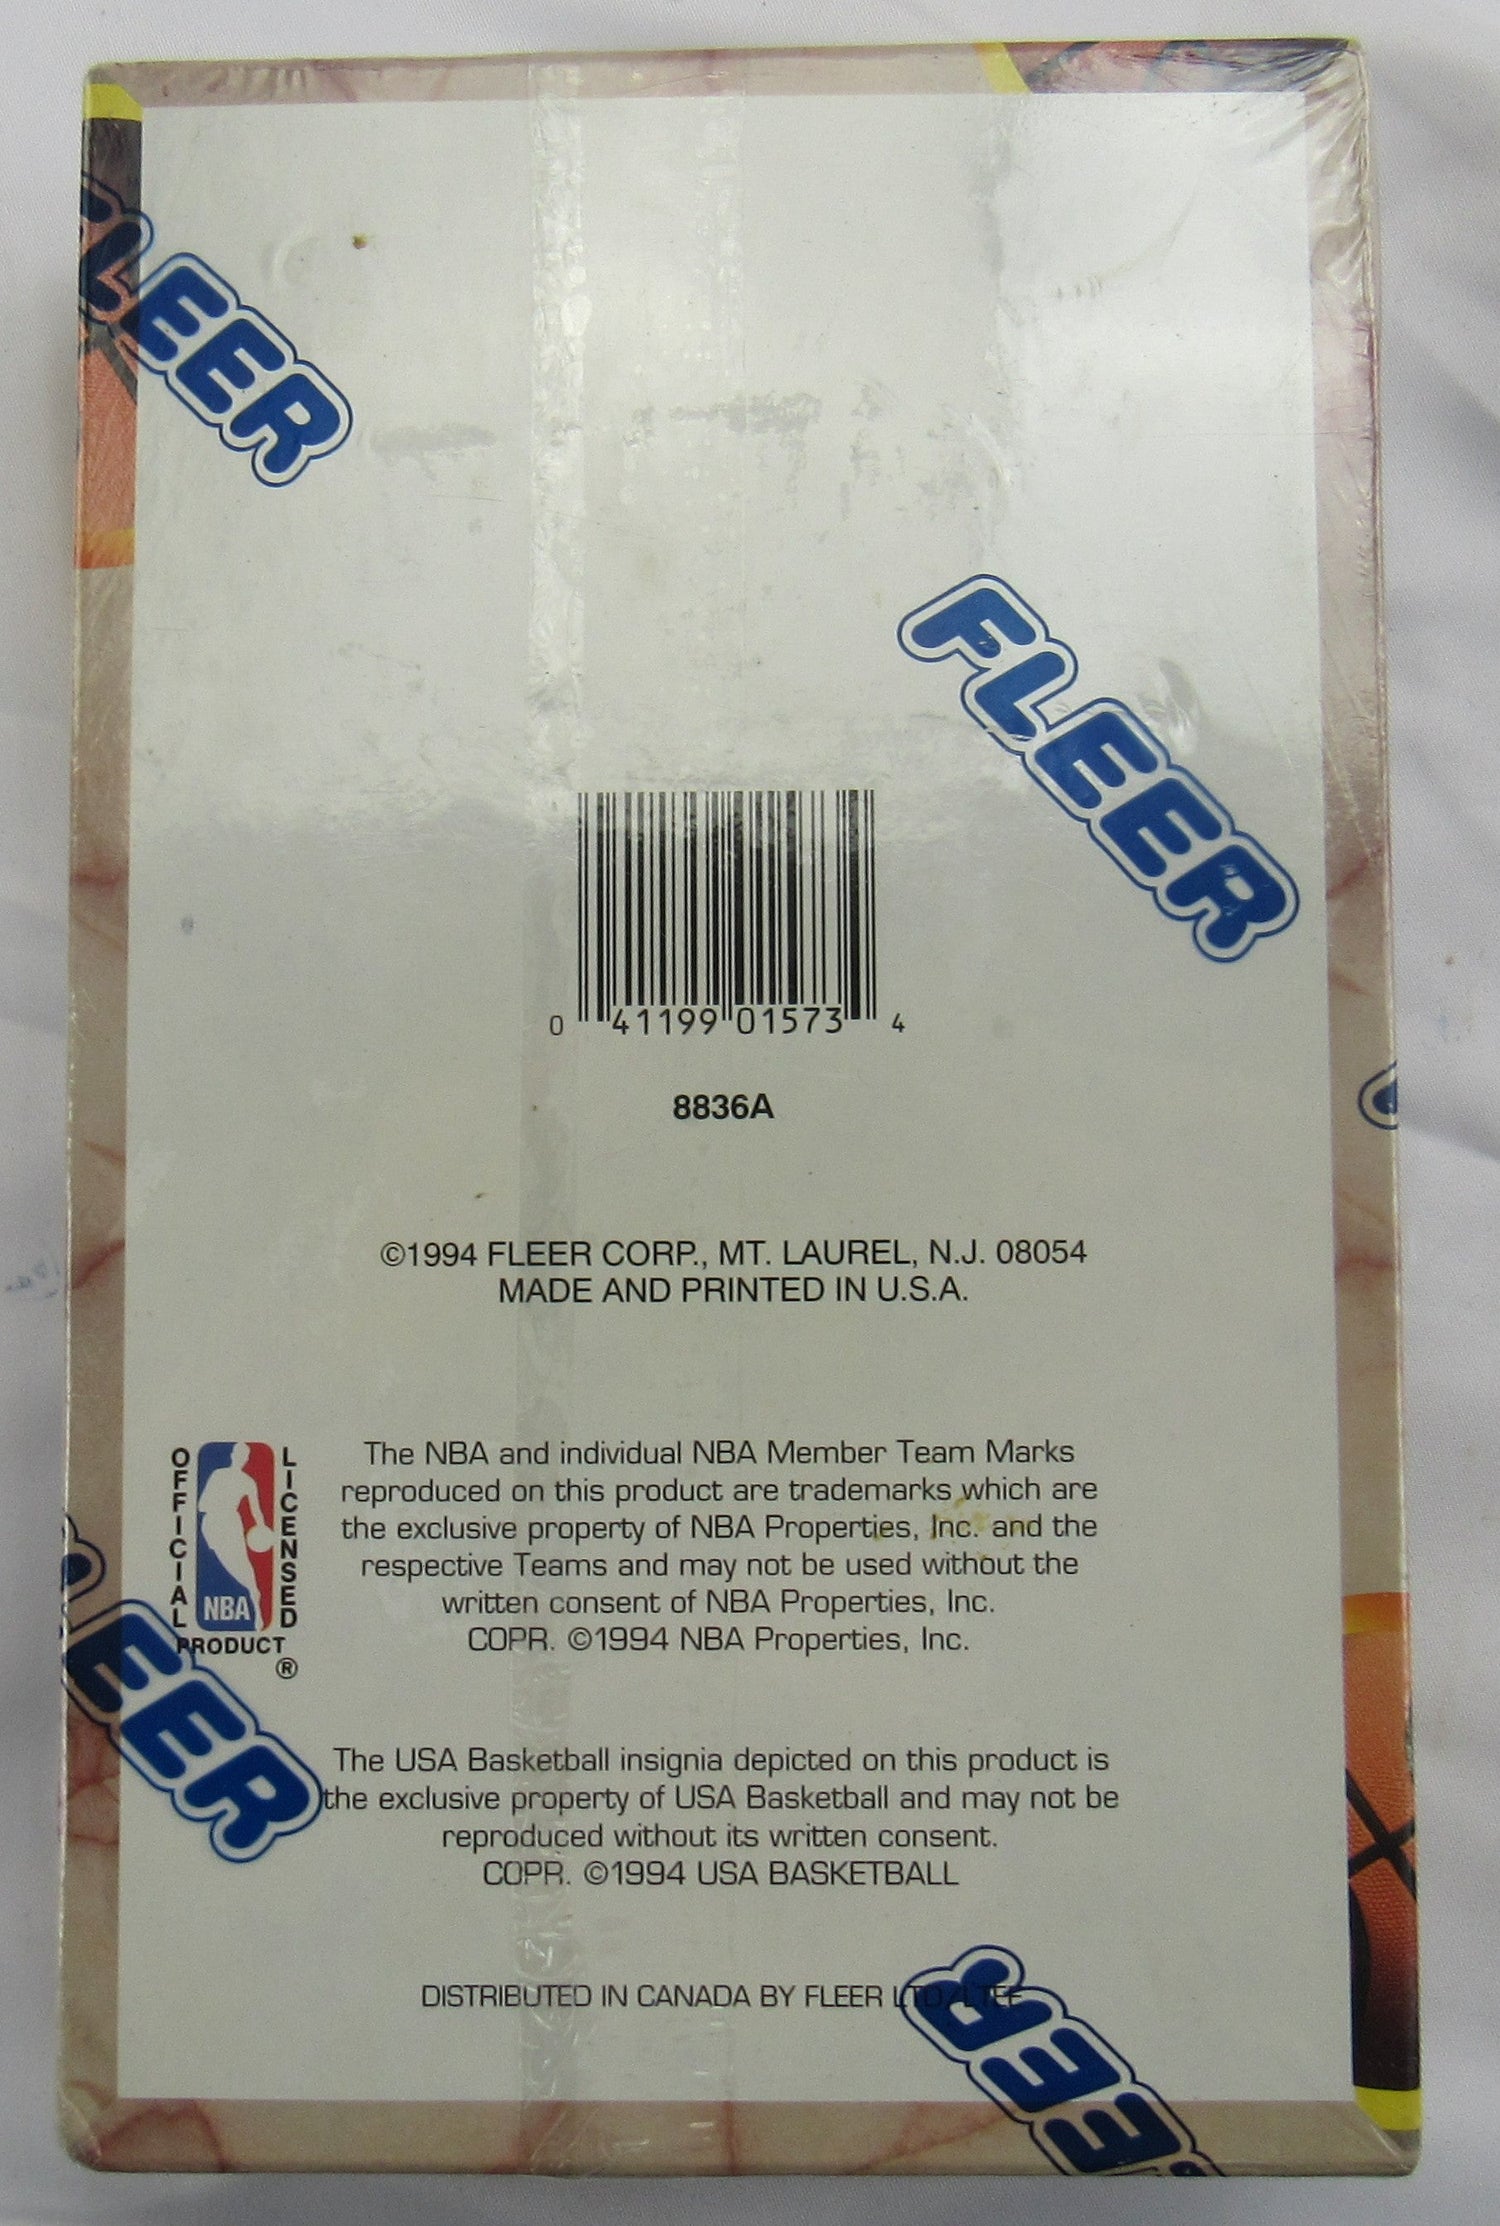 FLEER
FLEER
0 41199 01573 4
8836A
©1994 FLEER CORP., MT. LAUREL, N.J. 08054
MADE AND PRINTED IN U.S.A.
OFFICIAL
LICENSED
NBA
PRODUCT
®
The NBA and individual NBA Member Team Marks
reproduced on this product are trademarks which are
the exclusive property of NBA Properties, Inc. and the
respective Teams and may not be used without the
written consent of NBA Properties, Inc.
COPR. ©1994 NBA Properties, Inc.
LEER
The USA Basketball insignia depicted on this product is
the exclusive property of USA Basketball and may not be
reproduced without its written consent.
COPR. ©1994 USA BASKETBALL
DISTRIBUTED IN CANADA BY FLEER LTD/LTEE
EER